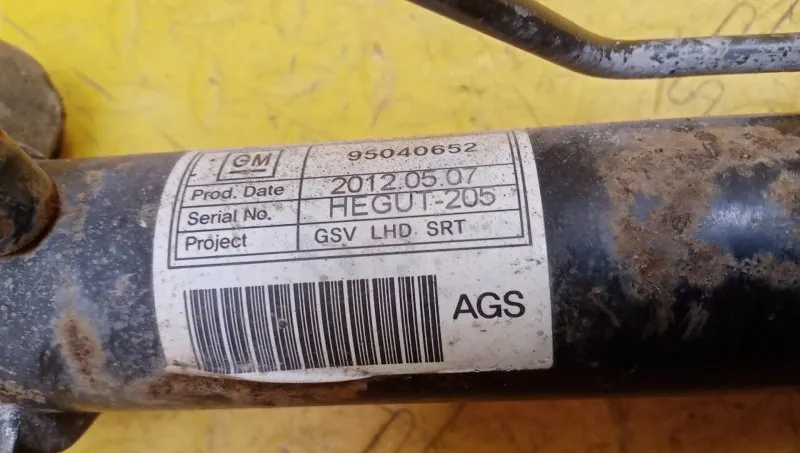 GM 95040652
Prod. Date 2012.05.07
Serial No. HEGUT-205
Project GSV LHD SRT
AGS